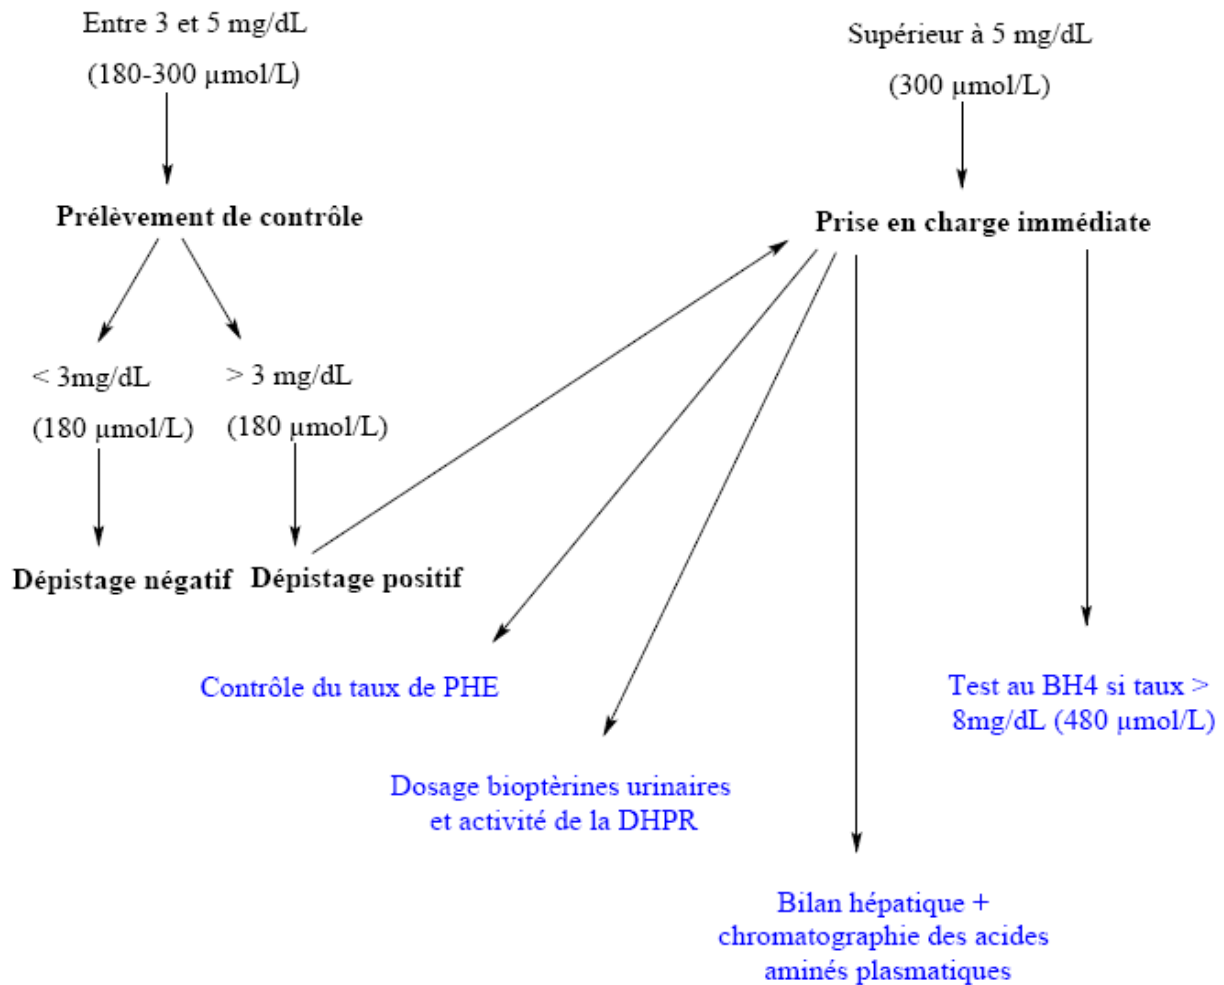 Entre 3 et 5 mg/dL
(180-300 µmol/L)
Supérieur à 5 mg/dL
(300 µmol/L)
Prélèvement de contrôle
Prise en charge immédiate
< 3mg/dL
(180 µmol/L)
> 3 mg/dL
(180 µmol/L)
Dépistage négatif
Dépistage positif
Contrôle du taux de PHE
Test au BH4 si taux >
8mg/dL (480 µmol/L)
Dosage bioptèrines urinaires
et activité de la DHPR
Bilan hépatique +
chromatographie des acides
aminés plasmatiques